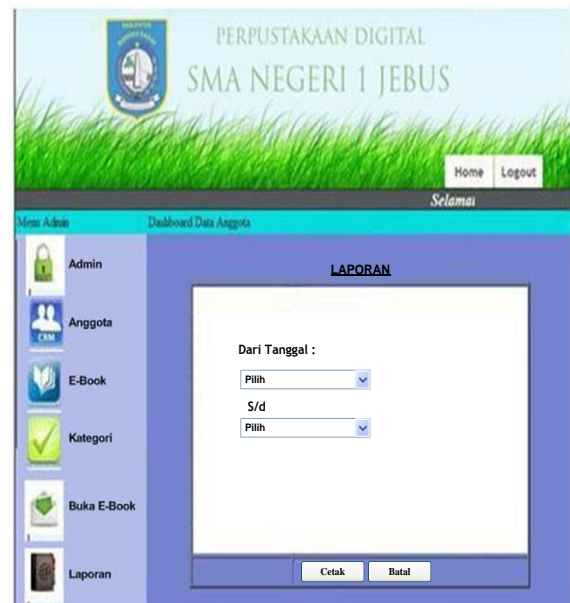 PERPUSTAKAAN DIGITAL
SMA NEGERI 1 JEBUS
Home Logout
Selamat
Menu Admin Dashboard Data Anggota
Admin
LAPORAN
Anggota
CRM
Dari Tanggal :
E-Book
Pilih
S/d
Pilih
Kategori
Buka E-Book
Laporan
Cetak Batal